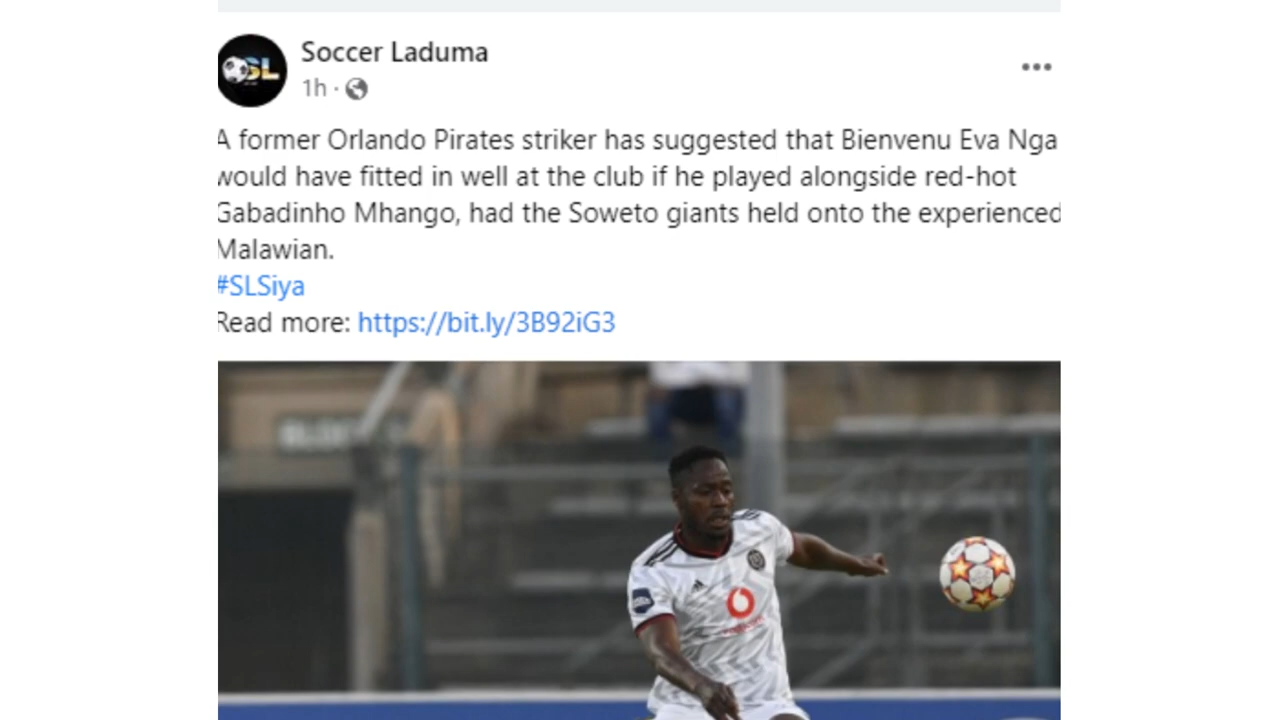 SL
Soccer Laduma
1h ·
A former Orlando Pirates striker has suggested that Bienvenu Eva Nga
would have fitted in well at the club if he played alongside red-hot
Gabadinho Mhango, had the Soweto giants held onto the experienced
Malawian.
#SLSiya
Read more: https://bit.ly/3B92iG3